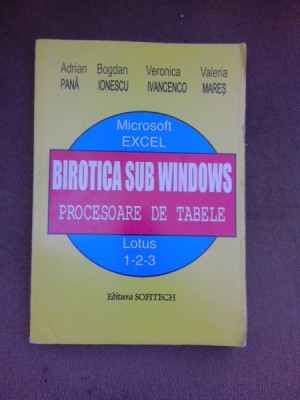 Adrian Bogdan Veronica Valeria
PANĂ IONESCU IVANCENCO MAREȘ
Microsoft
EXCEL
BIROTICA SUB WINDOWS
PROCESOARE DE TABELE
Lotus
1-2-3
Editura SOFITECH